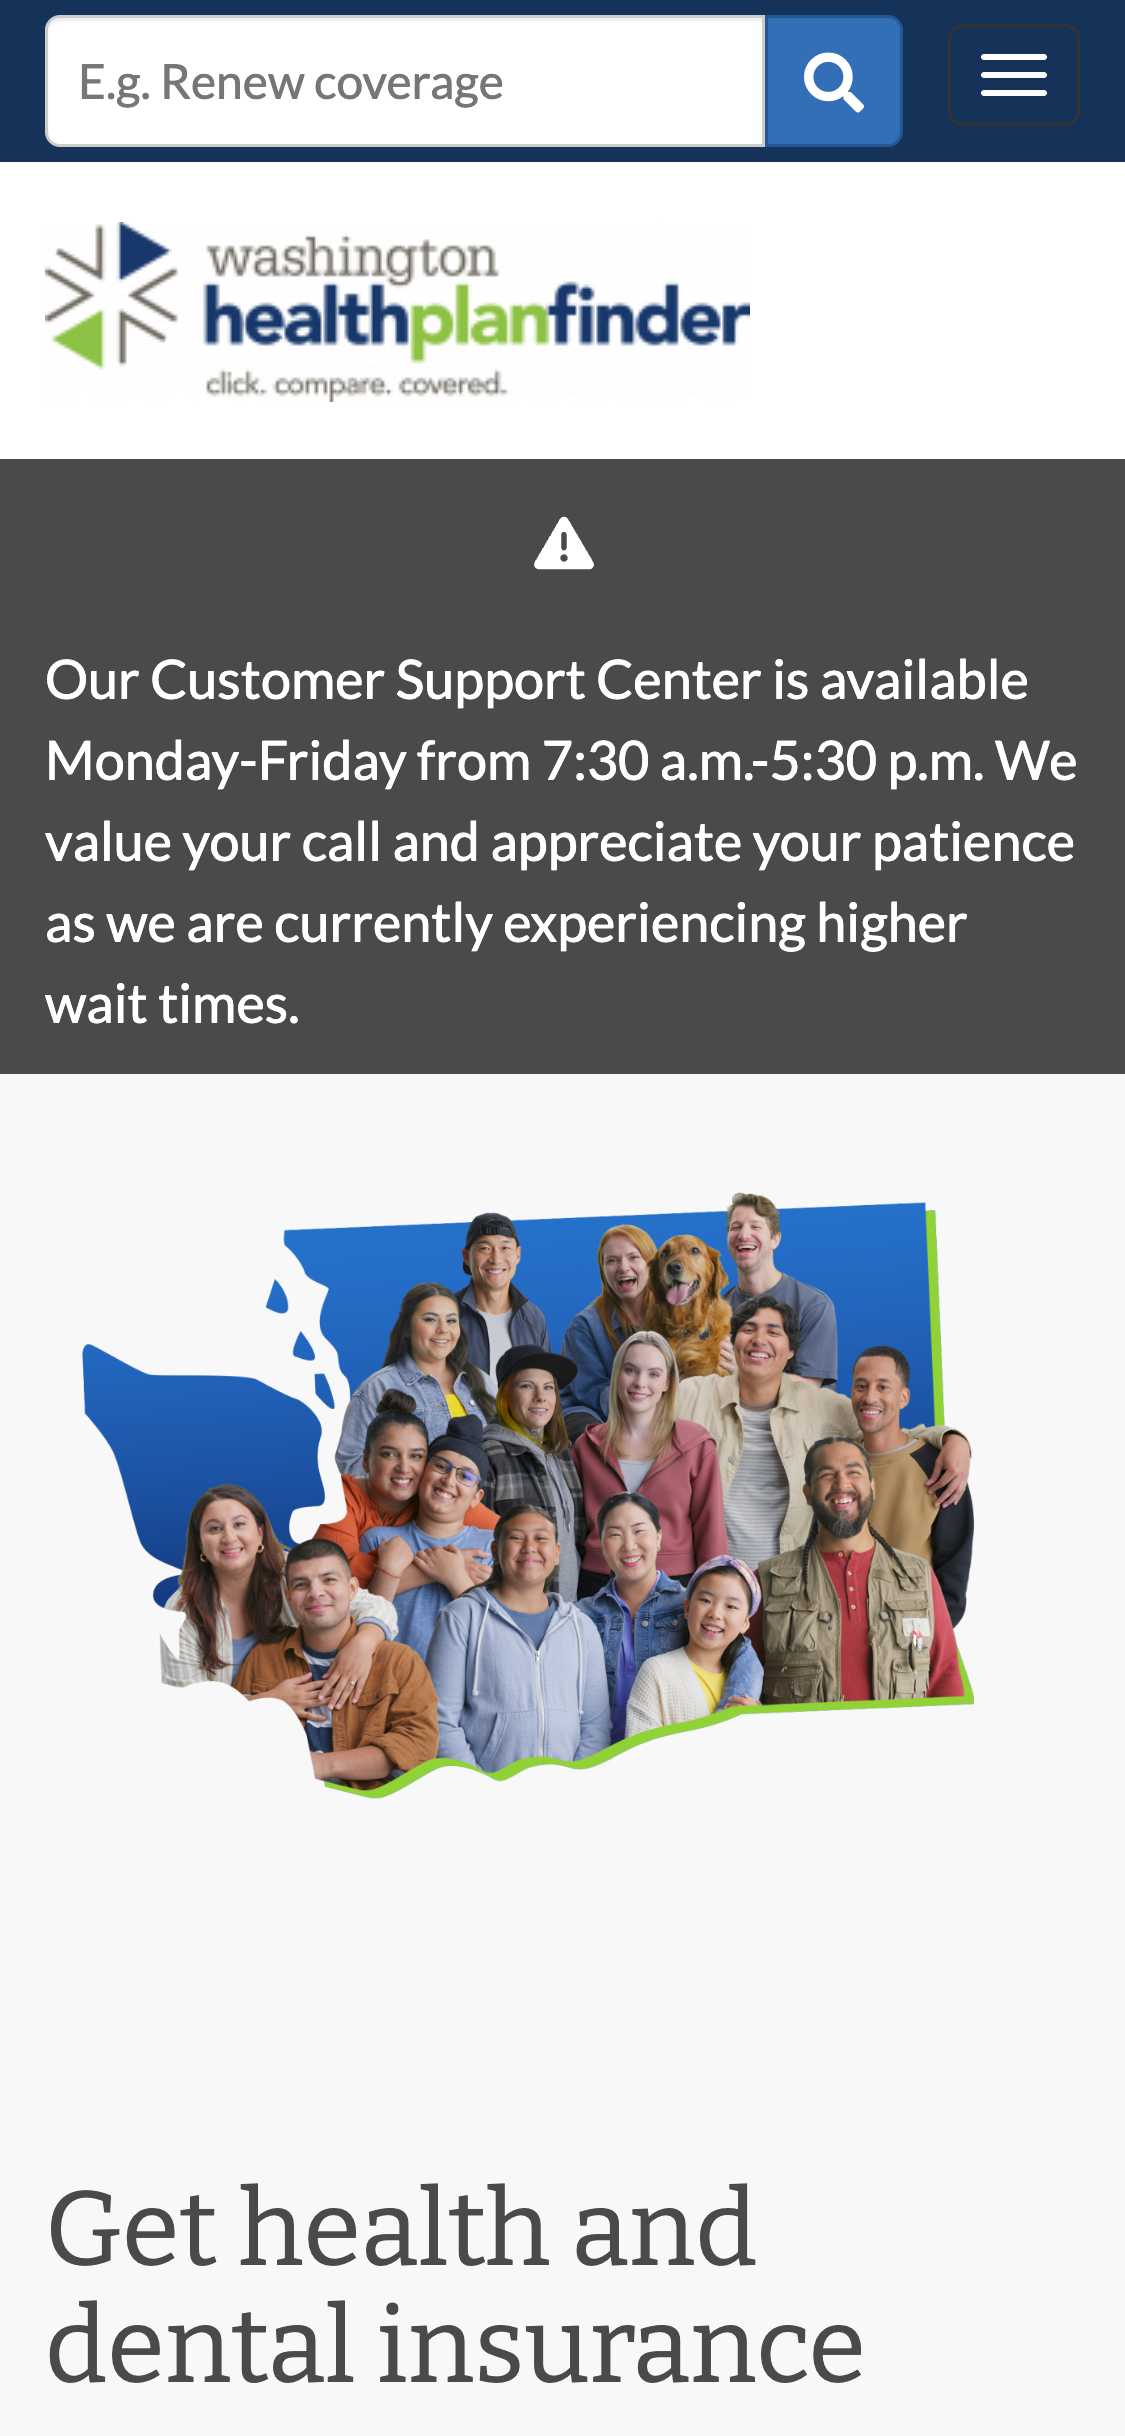 E.g. Renew coverage
washington
healthplanfinder
click. compare. covered.
Our Customer Support Center is available
Monday-Friday from 7:30 a.m.-5:30 p.m. We
value your call and appreciate your patience
as we are currently experiencing higher
wait times.
Get health and
dental insurance